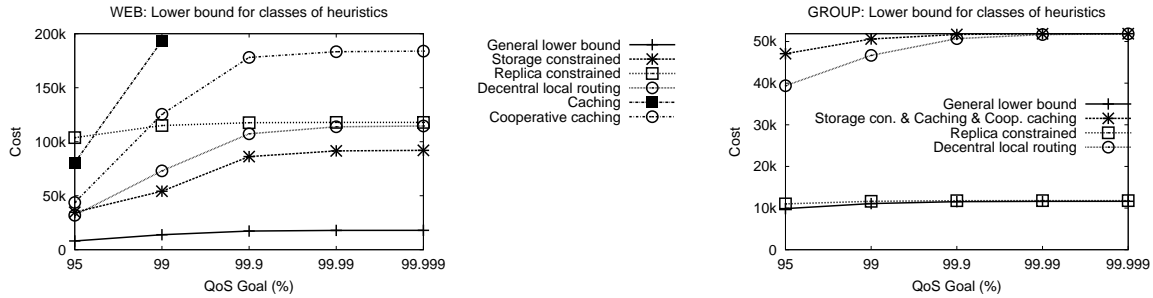 WEB: Lower bound for classes of heuristics
200k
150k
100k
50k
0
Cost
95
99
99.9
99.99
99.999
QoS Goal (%)
General lower bound
Storage constrained
Replica constrained
Decentral local routing
Caching
Cooperative caching
GROUP: Lower bound for classes of heuristics
50k
40k
30k
20k
10k
0
Cost
General lower bound
Storage con. & Caching & Coop. caching
Replica constrained
Decentral local routing
95
99
99.9
99.99
99.999
QoS Goal (%)